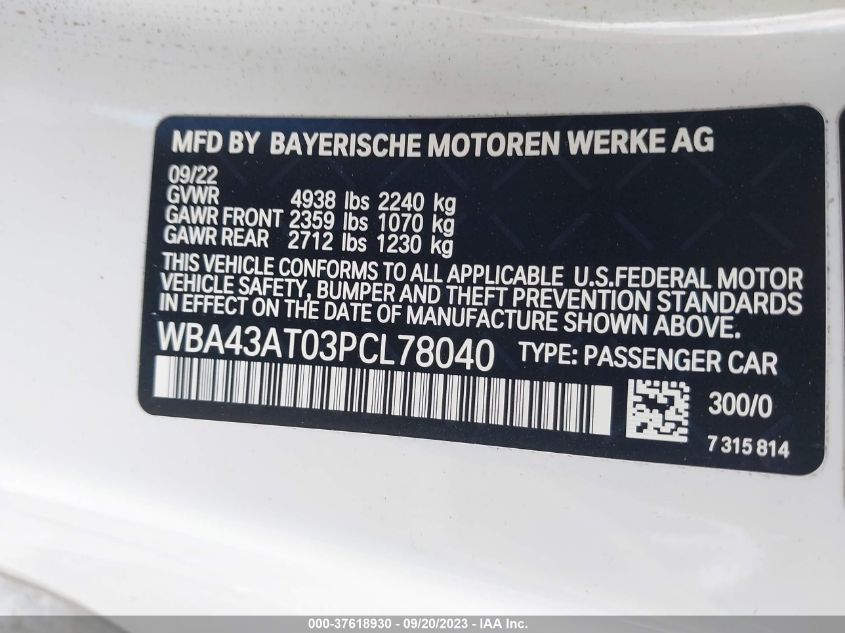 MFD BY BAYERISCHE MOTOREN WERKE AG
09/22
GVWR 4938 lbs 2240 kg
GAWR FRONT 2359 lbs 1070 kg
GAWR REAR 2712 lbs 1230 kg
THIS VEHICLE CONFORMS TO ALL APPLICABLE U.S.FEDERAL MOTOR
VEHICLE SAFETY, BUMPER AND THEFT PREVENTION STANDARDS
IN EFFECT ON THE DATE OF MANUFACTURE SHOWN ABOVE.
WBA43AT03PCL78040 TYPE: PASSENGER CAR
300/0
7 315 814
000-37618930 - 09/20/2023 - IAA Inc.